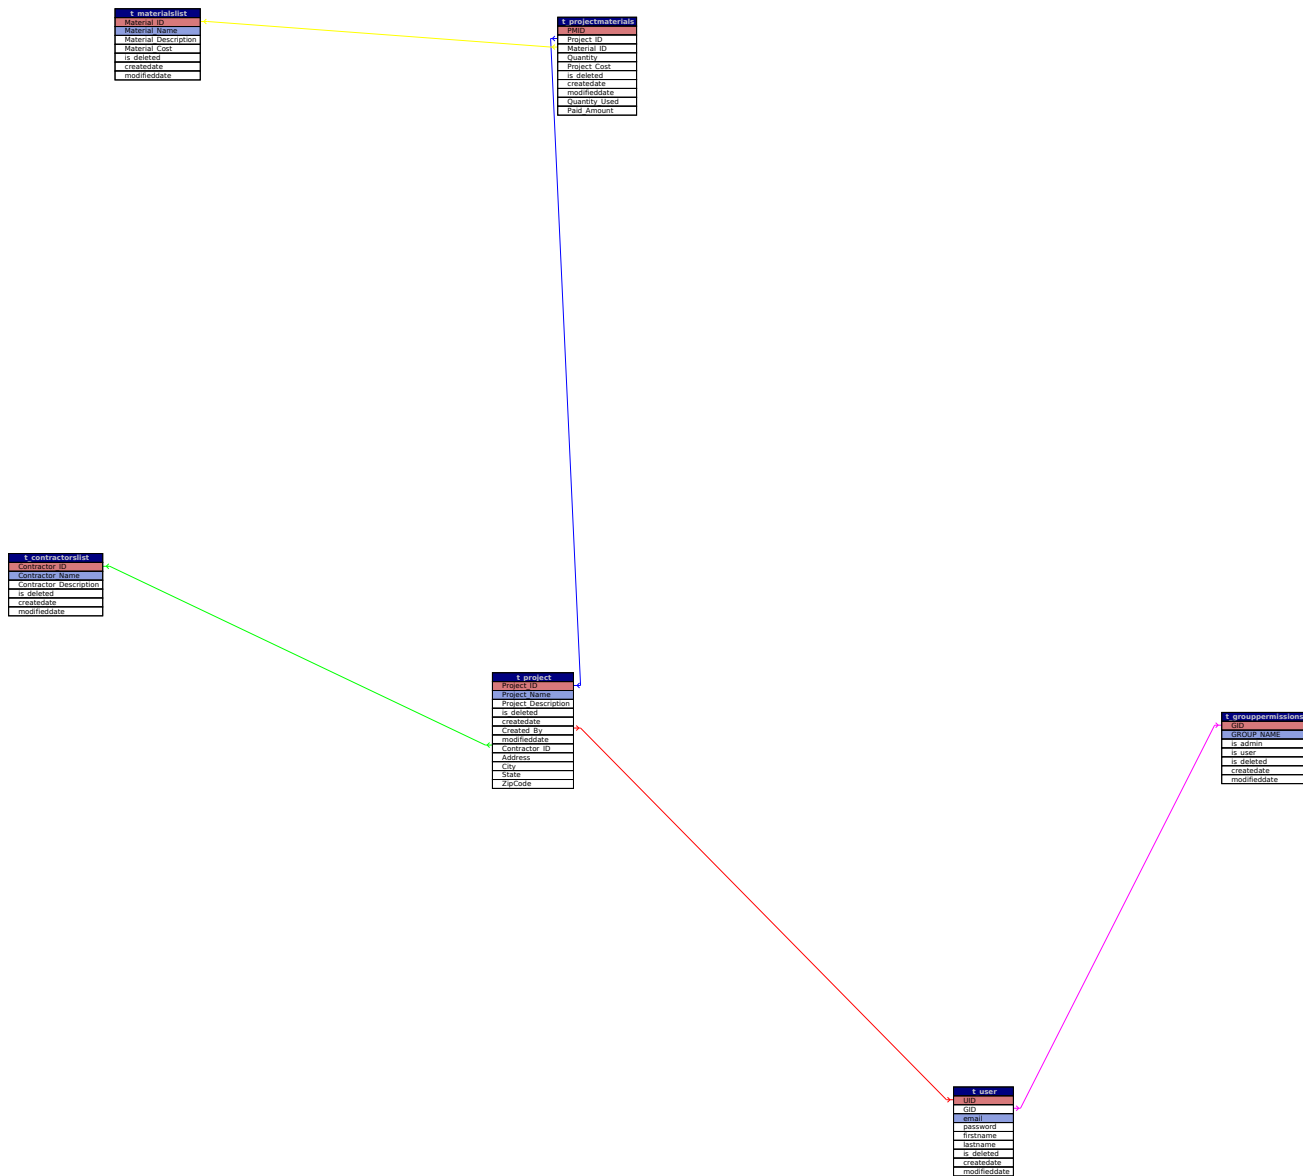 t_materialslist
Material_ID
Material_Name
Material_Description
Material_Cost
is_deleted
createdate
modifieddate
t_projectmaterials
PMID
Project_ID
Material_ID
Quantity
Project_Cost
is_deleted
createdate
modifieddate
Quantity_Used
Paid_Amount
t_contractorslist
Contractor_ID
Contractor_Name
Contractor_Description
is_deleted
createdate
modifieddate
t_project
Project_ID
Project_Name
Project_Description
is_deleted
createdate
Created_By
modifieddate
Contractor_ID
Address
City
State
ZipCode
t_grouppermissions
GID
GROUP_NAME
is_admin
is_user
is_deleted
createdate
modifieddate
t_user
UID
GID
email
password
firstname
lastname
is_deleted
createdate
modifieddate